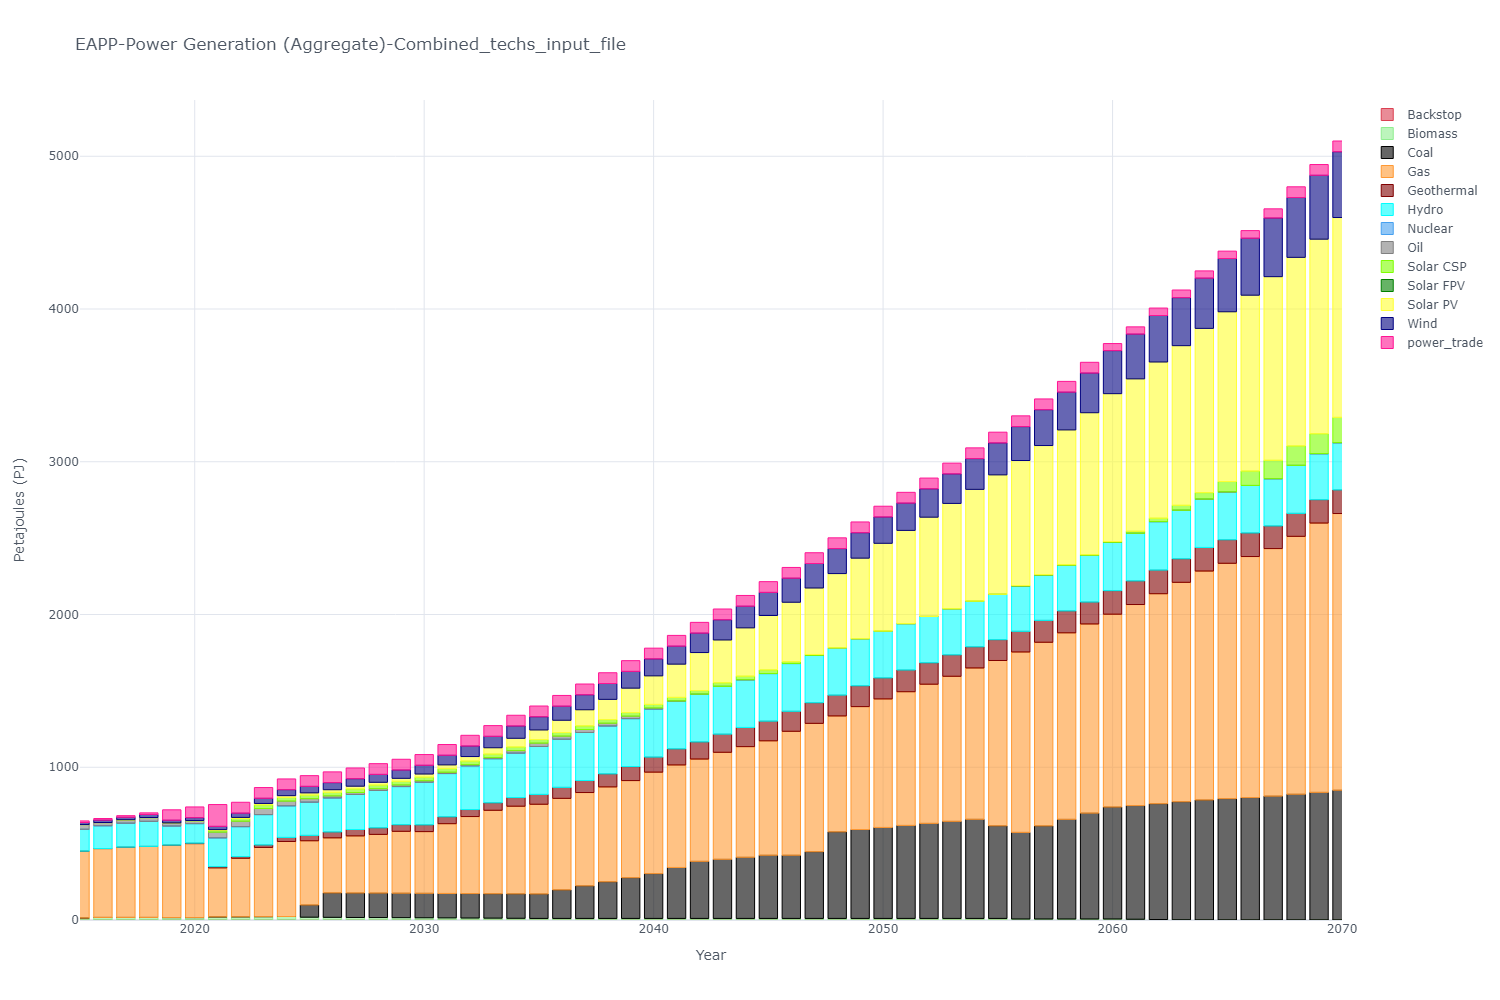 EAPP-Power Generation (Aggregate)-Combined_techs_input_file
Backstop
Biomass
Coal
Gas
Geothermal
Hydro
Nuclear
Oil
Solar CSP
Solar FPV
Solar PV
Wind
power_trade
5000
4000
3000
2000
1000
0
Petajoules (PJ)
2020
2030
2040
2050
2060
2070
Year